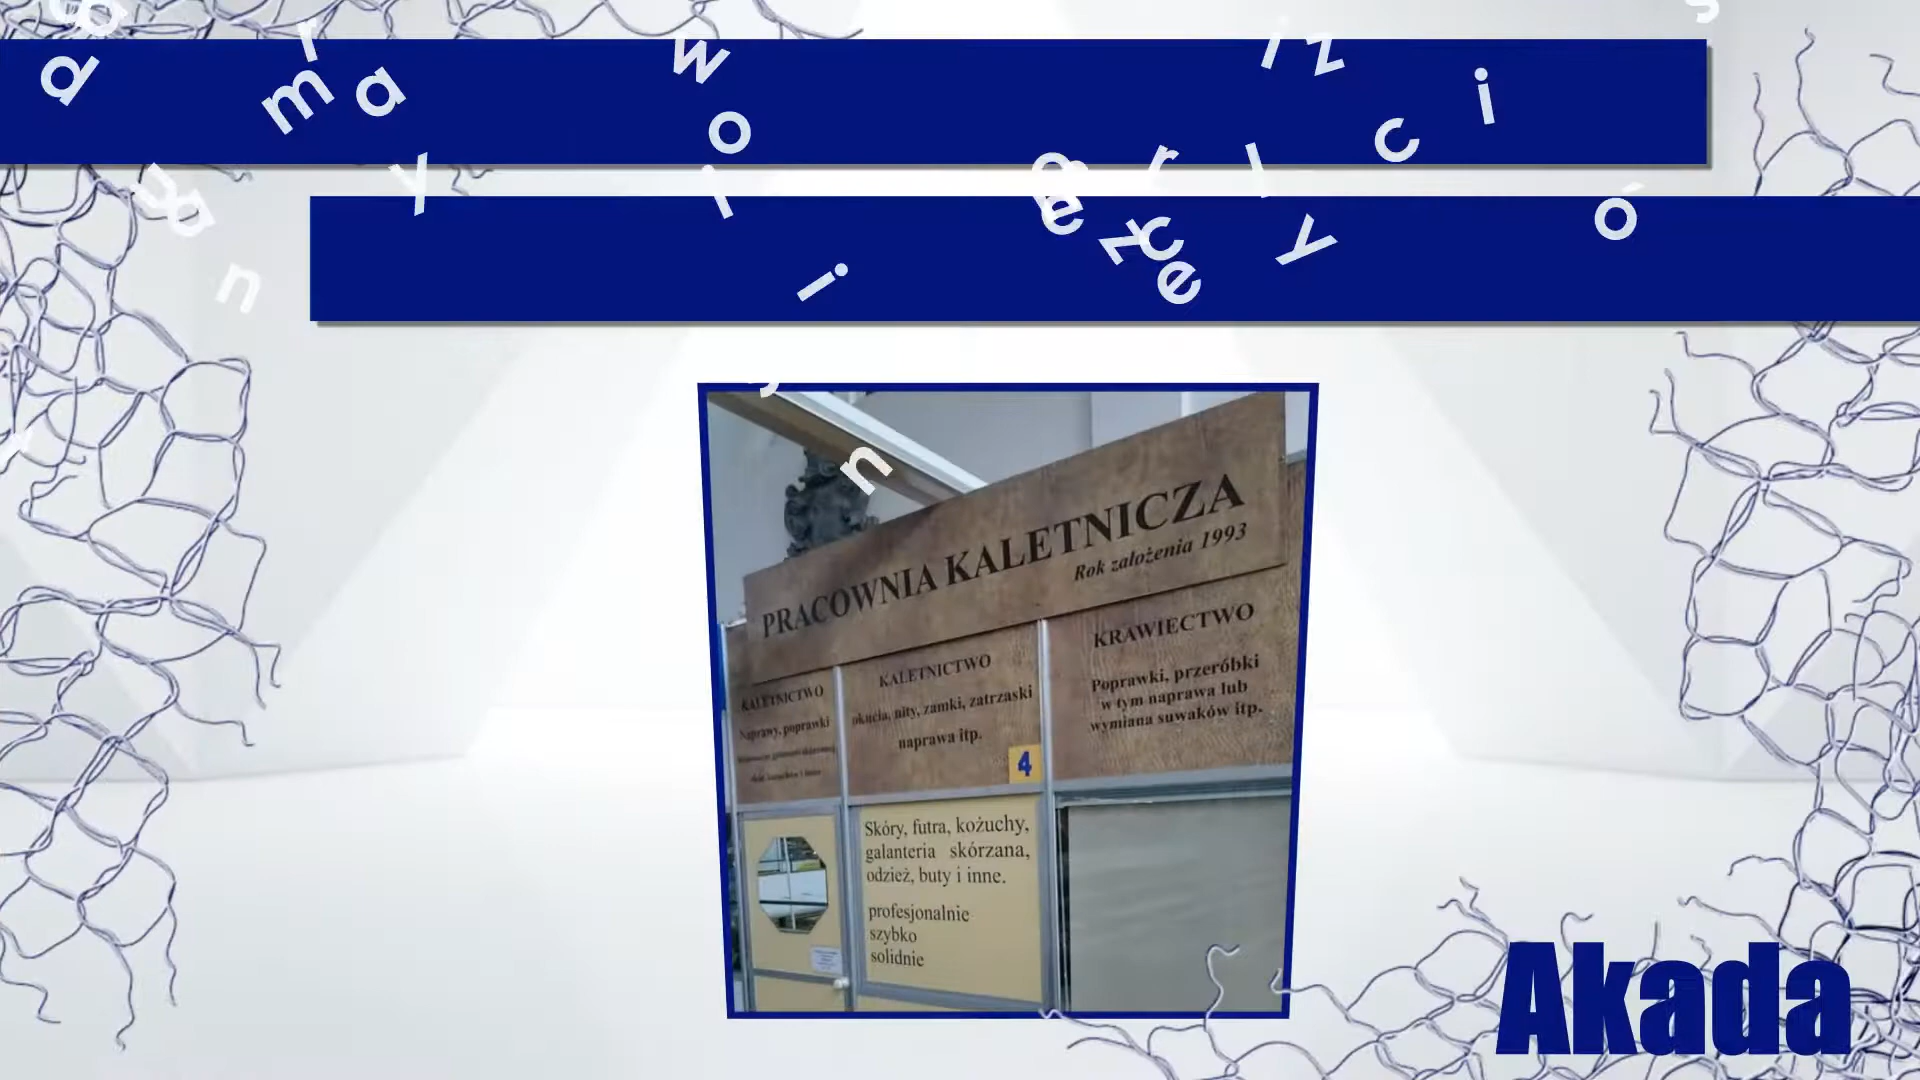 PRACOWNIA KALETNICZA
Rok założenia 1993
KALETNICTWO
Naprawy, poprawki
KALETNICTWO
okucia, nity, zamki, zatrzaski
naprawa itp.
4
KRAWIECTWO
Poprawki, przeróbki
w tym naprawa lub
wymiana suwaków itp.
Skóry, futra, kożuchy,
galanteria skórzana,
odzież, buty i inne.
profesjonalnie
szybko
solidnie
Akada